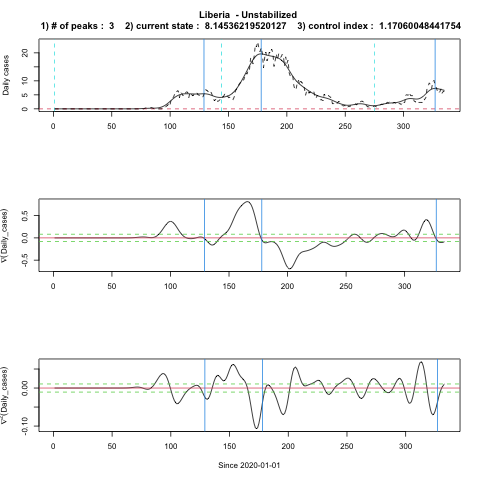 Liberia - Unstabilized
1) # of peaks : 3 2) current state : 8.14536219520127 3) control index : 1.17060048441754
Daily cases
20
10
5
0
0 50 100 150 200 250 300
∇(Daily_cases)
0.5
0.0
-0.5
0 50 100 150 200 250 300
∇²(Daily_cases)
0.00
-0.10
0 50 100 150 200 250 300
Since 2020-01-01